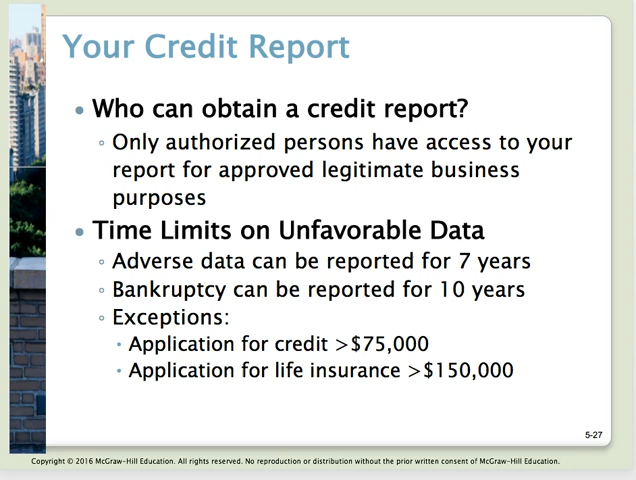 Your Credit Report
• Who can obtain a credit report?
◦ Only authorized persons have access to your
report for approved legitimate business
purposes
• Time Limits on Unfavorable Data
◦ Adverse data can be reported for 7 years
◦ Bankruptcy can be reported for 10 years
◦ Exceptions:
• Application for credit >$75,000
• Application for life insurance >$150,000
5-27
Copyright © 2016 McGraw-Hill Education. All rights reserved. No reproduction or distribution without the prior written consent of McGraw-Hill Education.